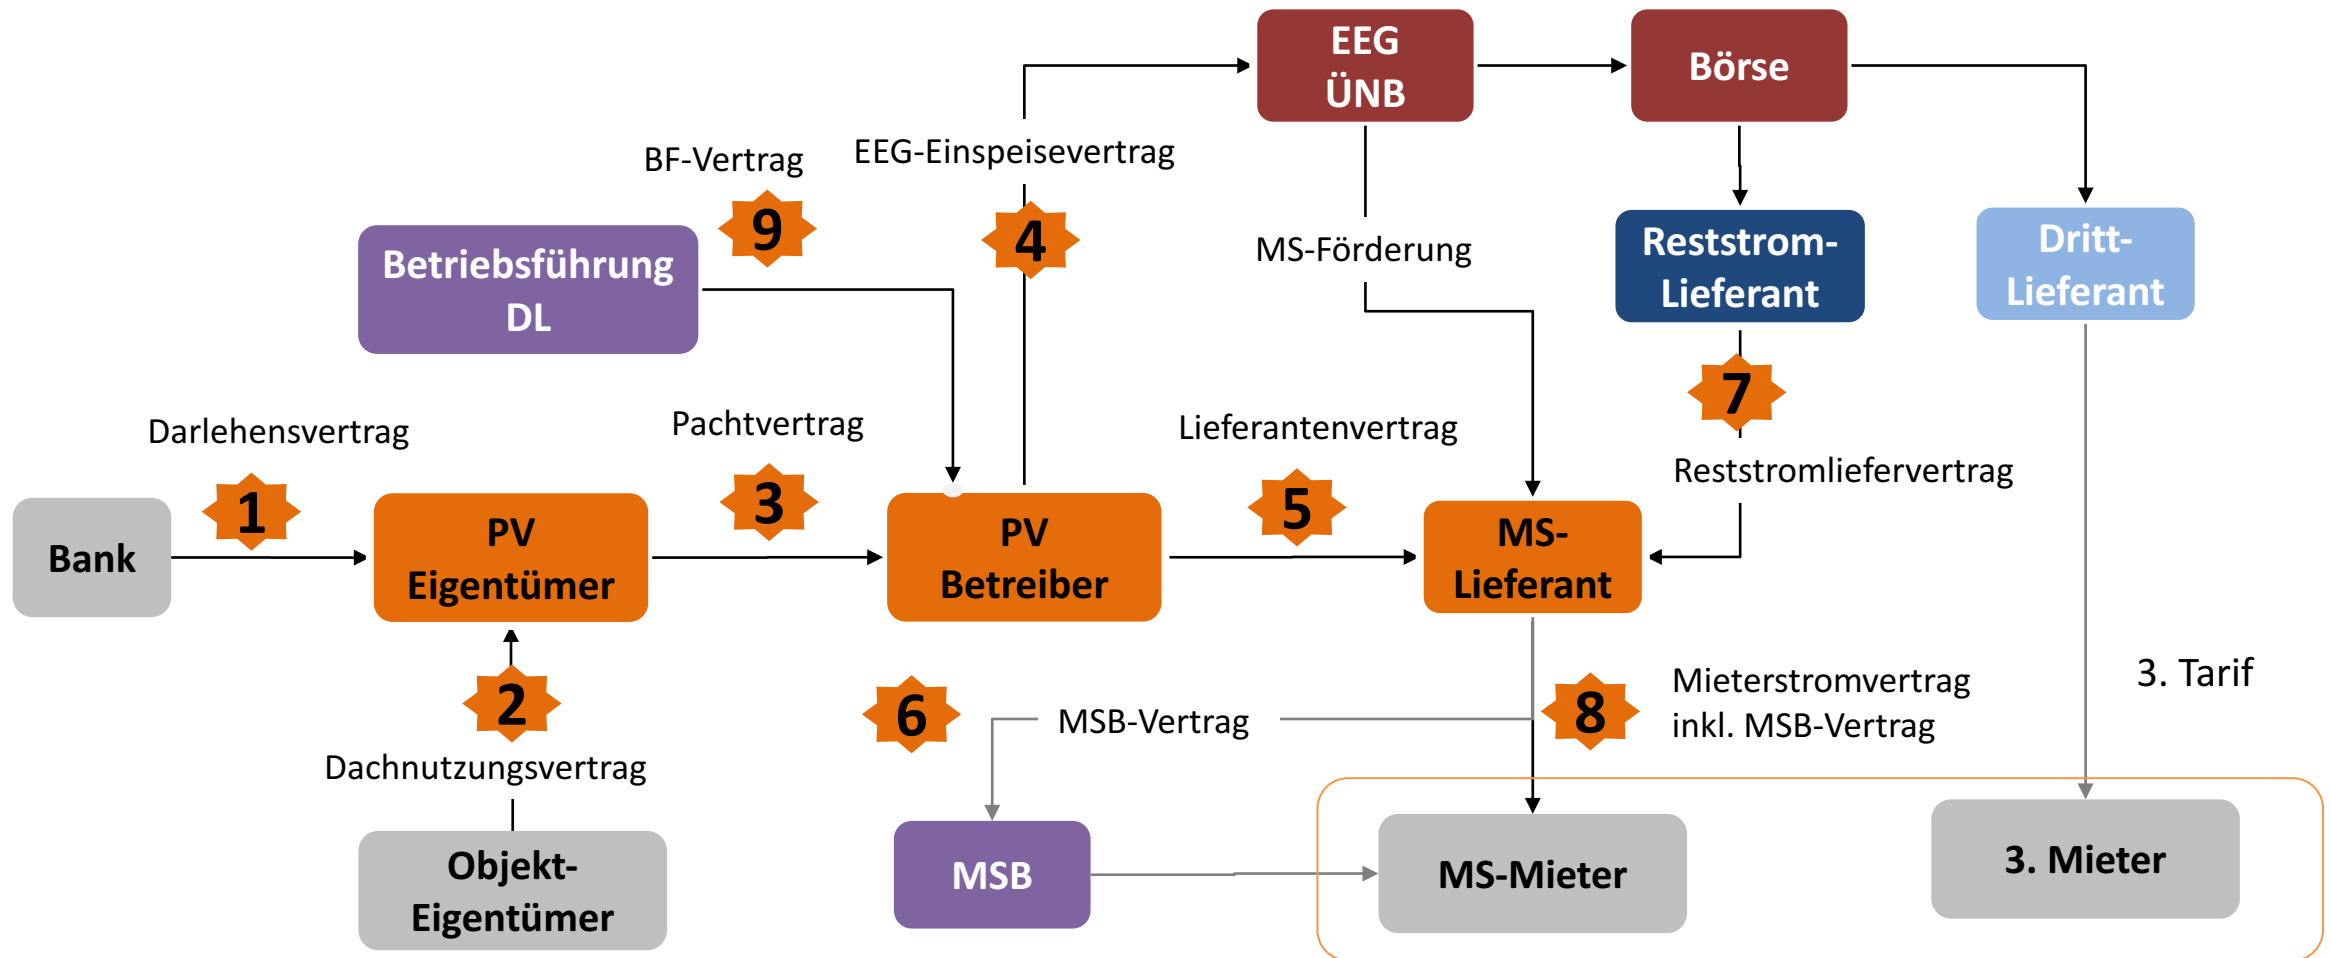 EEG
ÜNB
Börse
BF-Vertrag
EEG-Einspeisevertrag
9
4
Betriebsführung
DL
MS-Förderung
Reststrom-
Lieferant
Dritt-
Lieferant
7
Darlehensvertrag
Pachtvertrag
Lieferantenvertrag
Reststromliefervertrag
1
3
5
Bank
PV
Eigentümer
PV
Betreiber
MS-
Lieferant
2
6
MSB-Vertrag
8
Mieterstromvertrag
inkl. MSB-Vertrag
3. Tarif
Dachnutzungsvertrag
Objekt-
Eigentümer
MSB
MS-Mieter
3. Mieter